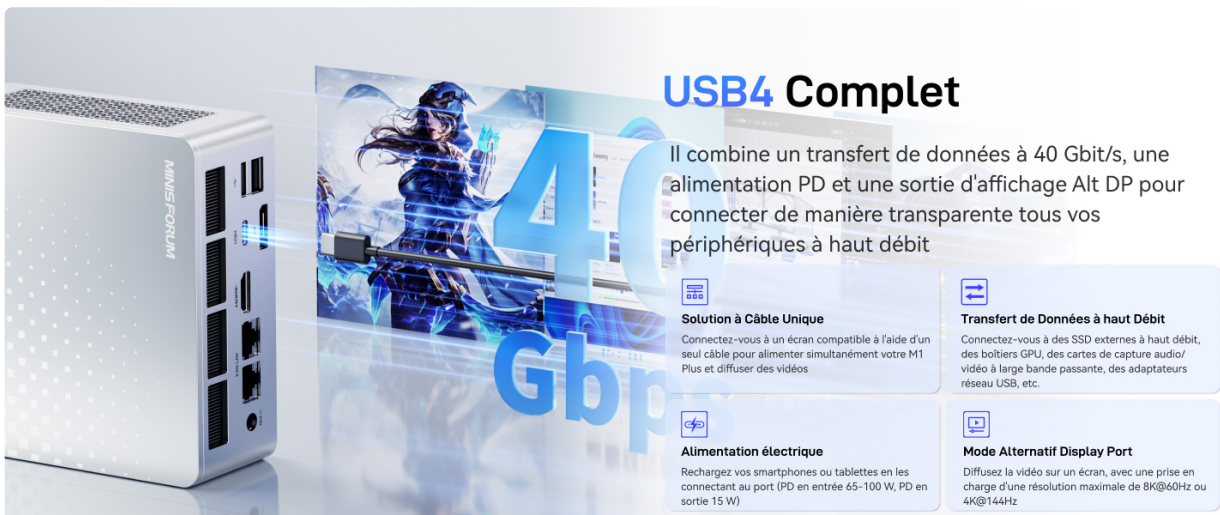 MINISFORUM
USB4
2.5G LAN
40
Gbps
USB4 Complet
Il combine un transfert de données à 40 Gbit/s, une
alimentation PD et une sortie d'affichage Alt DP pour
connecter de manière transparente tous vos
périphériques à haut débit
Solution à Câble Unique
Connectez-vous à un écran compatible à l'aide d'un
seul câble pour alimenter simultanément votre M1
Plus et diffuser des vidéos
Transfert de Données à haut Débit
Connectez-vous à des SSD externes à haut débit,
des boîtiers GPU, des cartes de capture audio/
vidéo à large bande passante, des adaptateurs
réseau USB, etc.
Alimentation électrique
Rechargez vos smartphones ou tablettes en les
connectant au port (PD en entrée 65-100 W, PD en
sortie 15 W)
Mode Alternatif Display Port
Diffusez la vidéo sur un écran, avec une prise en
charge d'une résolution maximale de 8K@60Hz ou
4K@144Hz